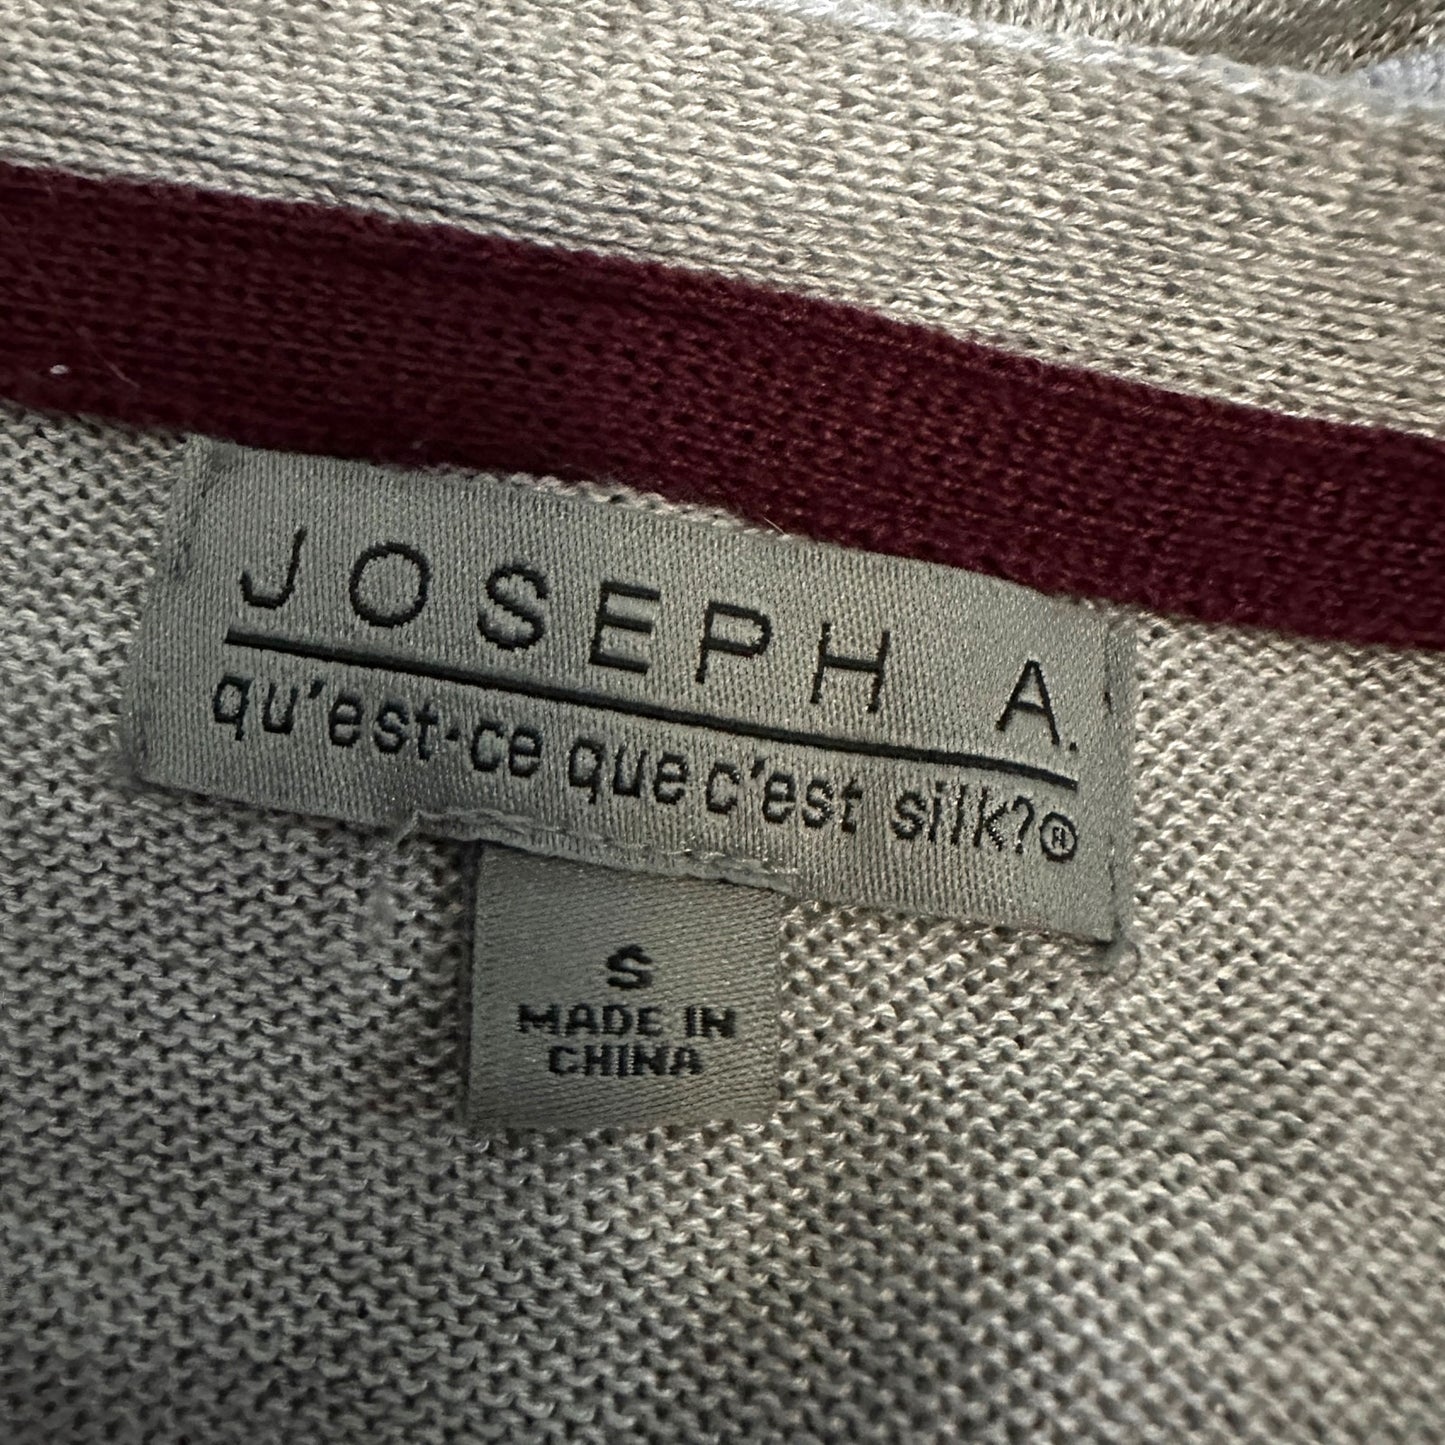 JOSEPH A.
qu'est-ce que c'est silk?®
S
MADE IN
CHINA